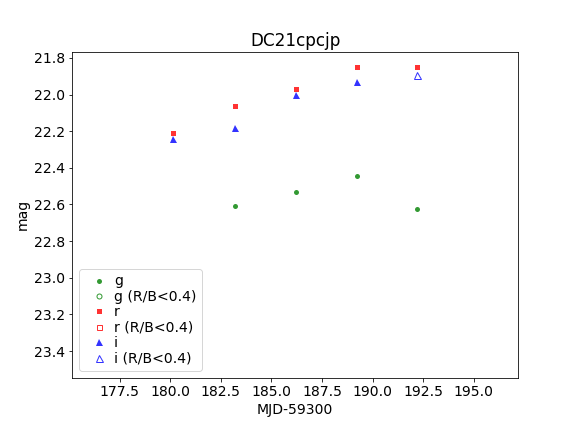 DC21cpcjp
21.8
22.0
22.2
22.4
22.6
22.8
23.0
23.2
23.4
mag
g
g (R/B<0.4)
r
r (R/B<0.4)
i
i (R/B<0.4)
177.5 180.0 182.5 185.0 187.5 190.0 192.5 195.0
MJD-59300